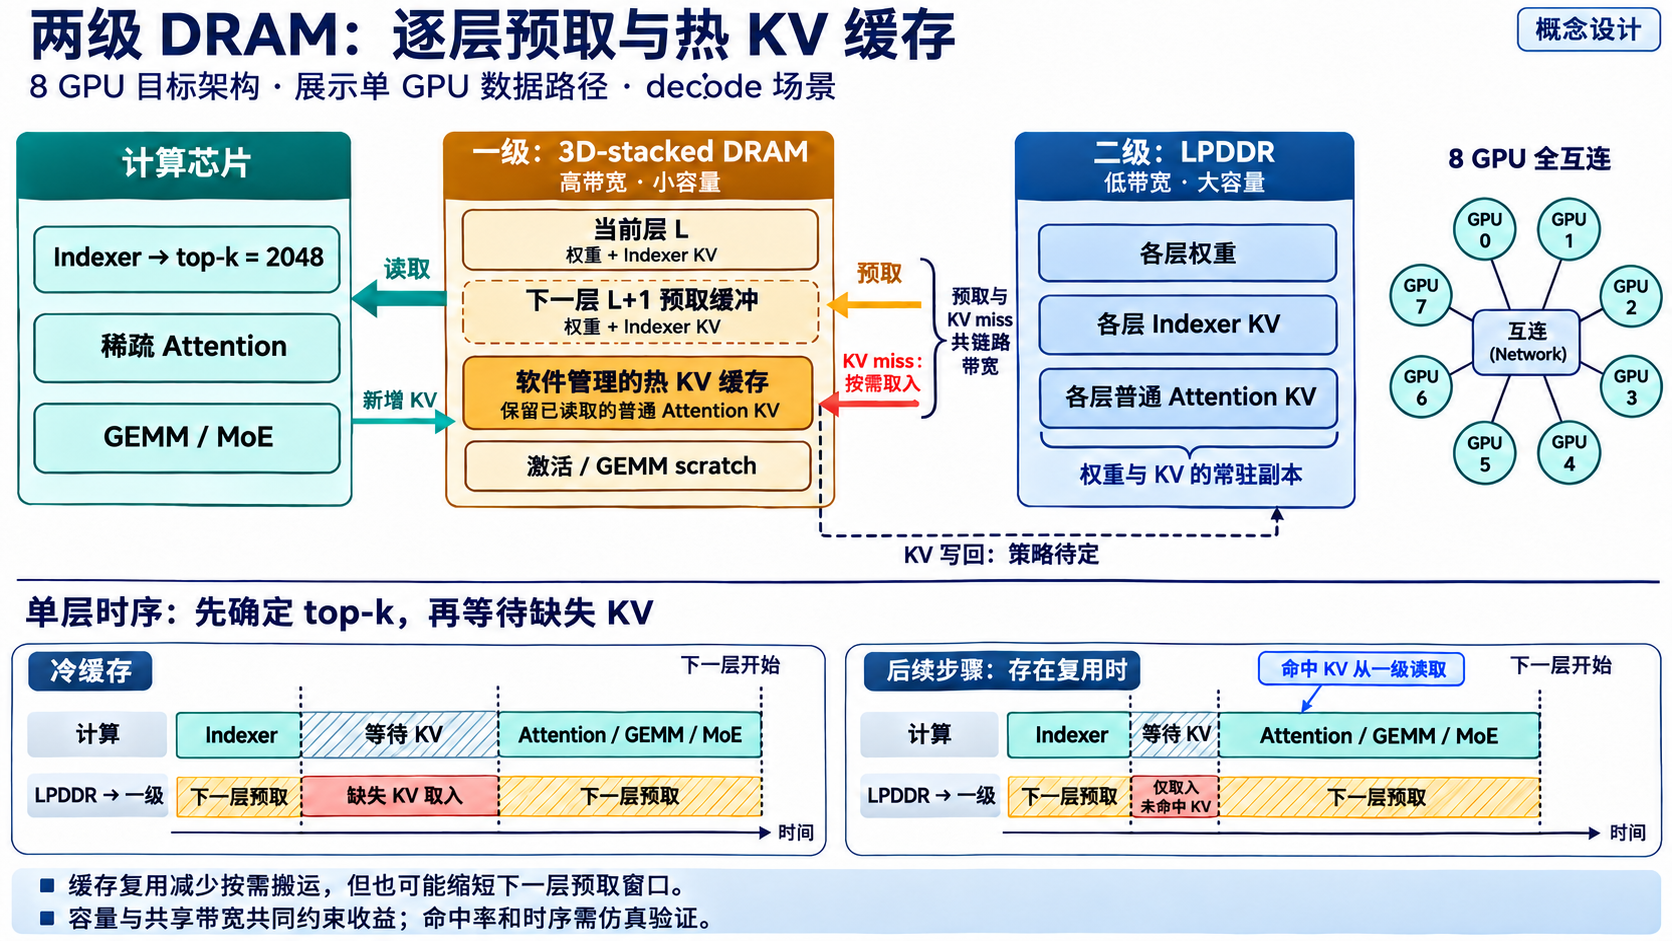 两级 DRAM：逐层预取与热 KV 缓存
概念设计
8 GPU 目标架构 · 展示单 GPU 数据路径 · decode 场景
计算芯片
Indexer → top-k = 2048
稀疏 Attention
GEMM / MoE
读取
新增 KV
一级：3D-stacked DRAM
高带宽 · 小容量
当前层 L
权重 + Indexer KV
下一层 L+1 预取缓冲
权重 + Indexer KV
软件管理的热 KV 缓存
保留已读取的普通 Attention KV
激活 / GEMM scratch
预取
KV miss：
按需取入
预取与
KV miss
共链路
带宽
二级：LPDDR
低带宽 · 大容量
各层权重
各层 Indexer KV
各层普通 Attention KV
权重与 KV 的常驻副本
KV 写回：策略待定
8 GPU 全互连
GPU
0
GPU
1
GPU
7
GPU
2
互连
(Network)
GPU
6
GPU
3
GPU
5
GPU
4
单层时序：先确定 top-k，再等待缺失 KV
冷缓存
下一层开始
计算
Indexer
等待 KV
Attention / GEMM / MoE
LPDDR → 一级
下一层预取
缺失 KV 取入
下一层预取
时间
后续步骤：存在复用时
命中 KV 从一级读取
下一层开始
计算
Indexer
等待 KV
Attention / GEMM / MoE
LPDDR → 一级
下一层预取
仅取入
未命中 KV
下一层预取
时间
■ 缓存复用减少按需搬运，但也可能缩短下一层预取窗口。
■ 容量与共享带宽共同约束收益；命中率和时序需仿真验证。